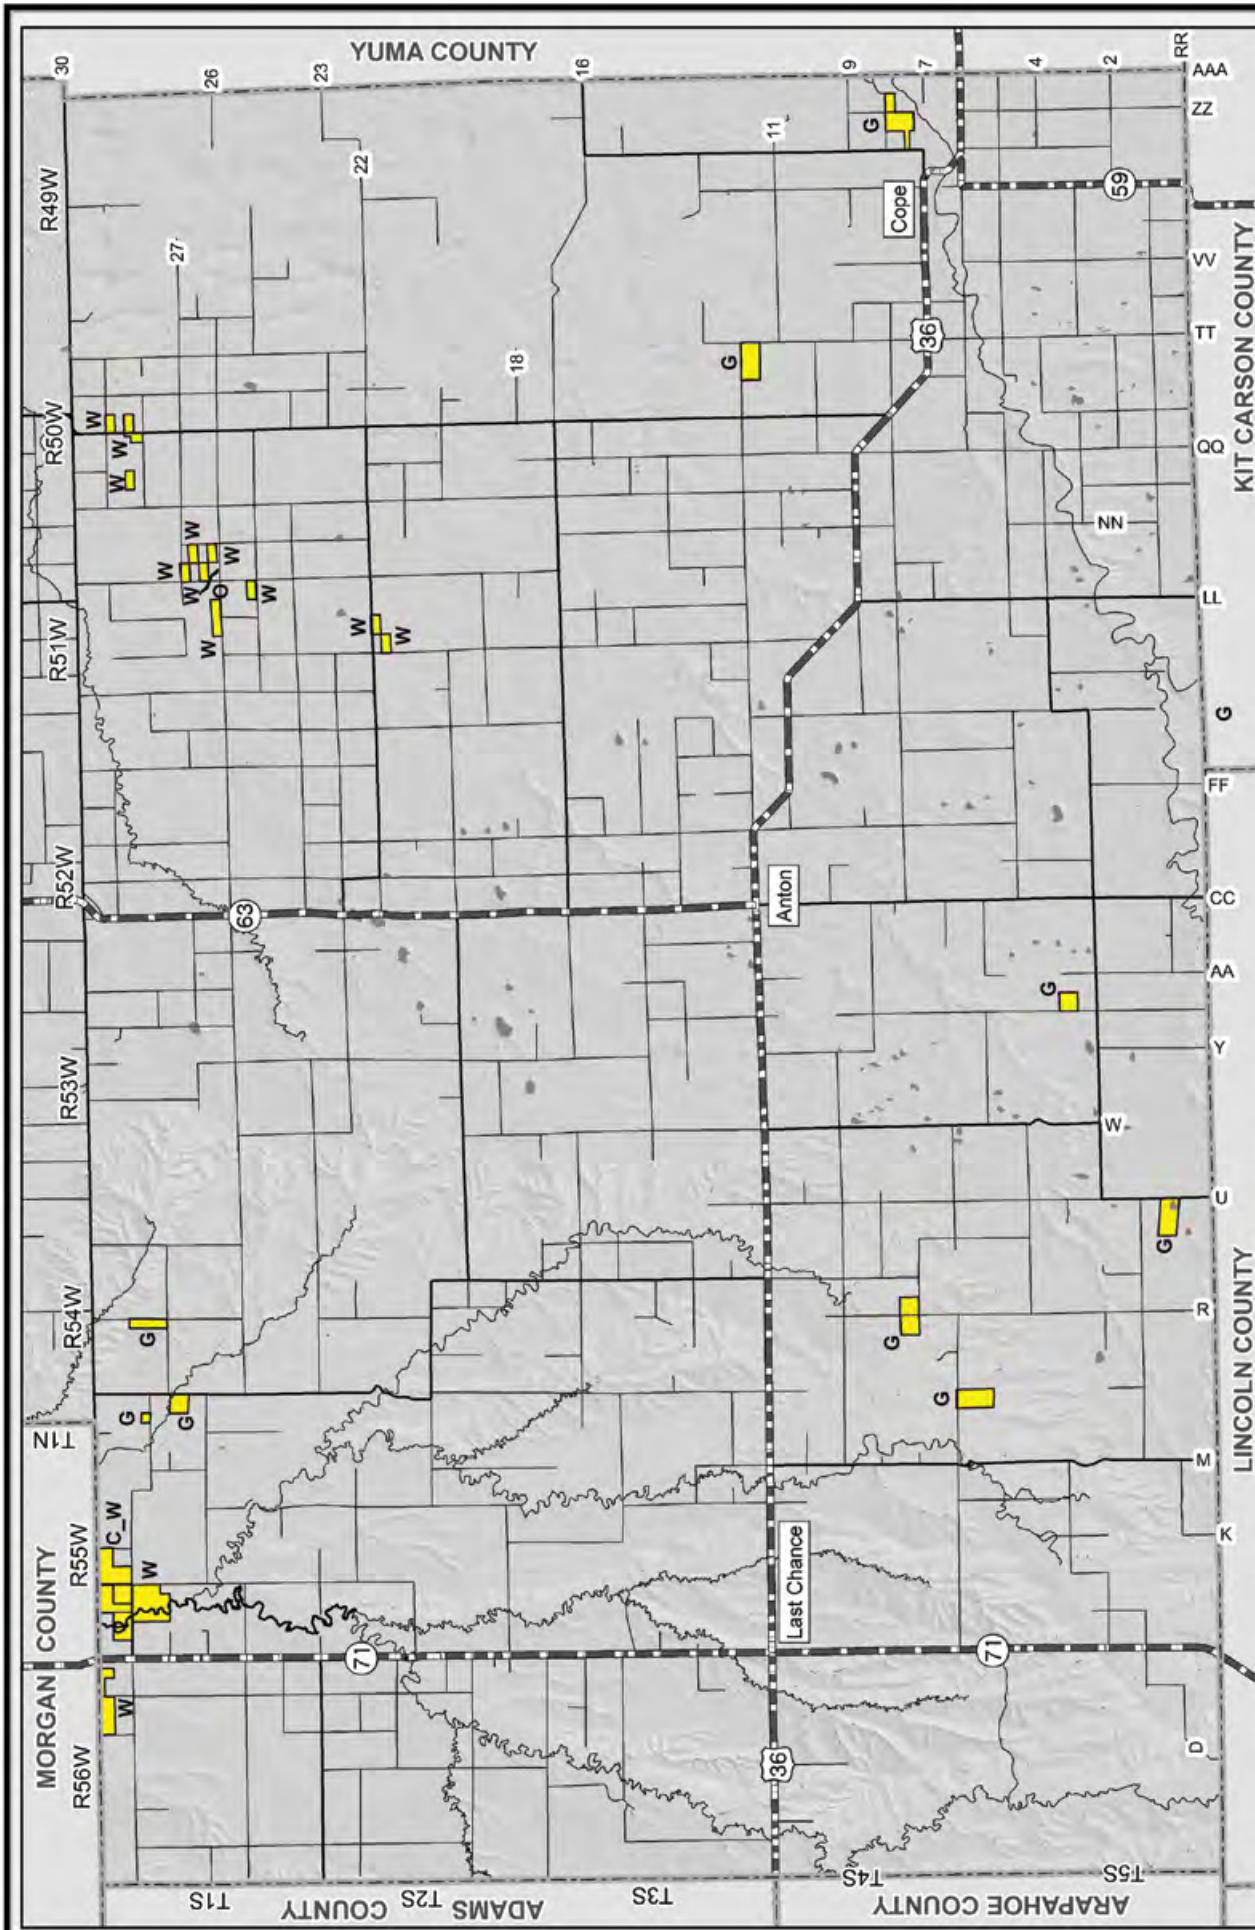 YUMA COUNTY
30
26
23
16
9
7
4
2
RR
AAA
ZZ
R49W
27
22
11
G
Cope
59
VV
KIT CARSON COUNTY
18
36
TT
G
R50W
W
W
W
QQ
W
W
W
W
O
W
W
NN
R51W
W
W
LL
G
FF
R52W
63
Anton
CC
AA
G
Y
R53W
W
U
G
R54W
G
R
G
LINCOLN COUNTY
G
G
G
T1N
M
MORGAN COUNTY
R55W
C_W
W
K
Last Chance
71
71
W
R56W
36
D
T1S
T2S
T3S
T4S
T5S
ADAMS COUNTY
ARAPAHOE COUNTY